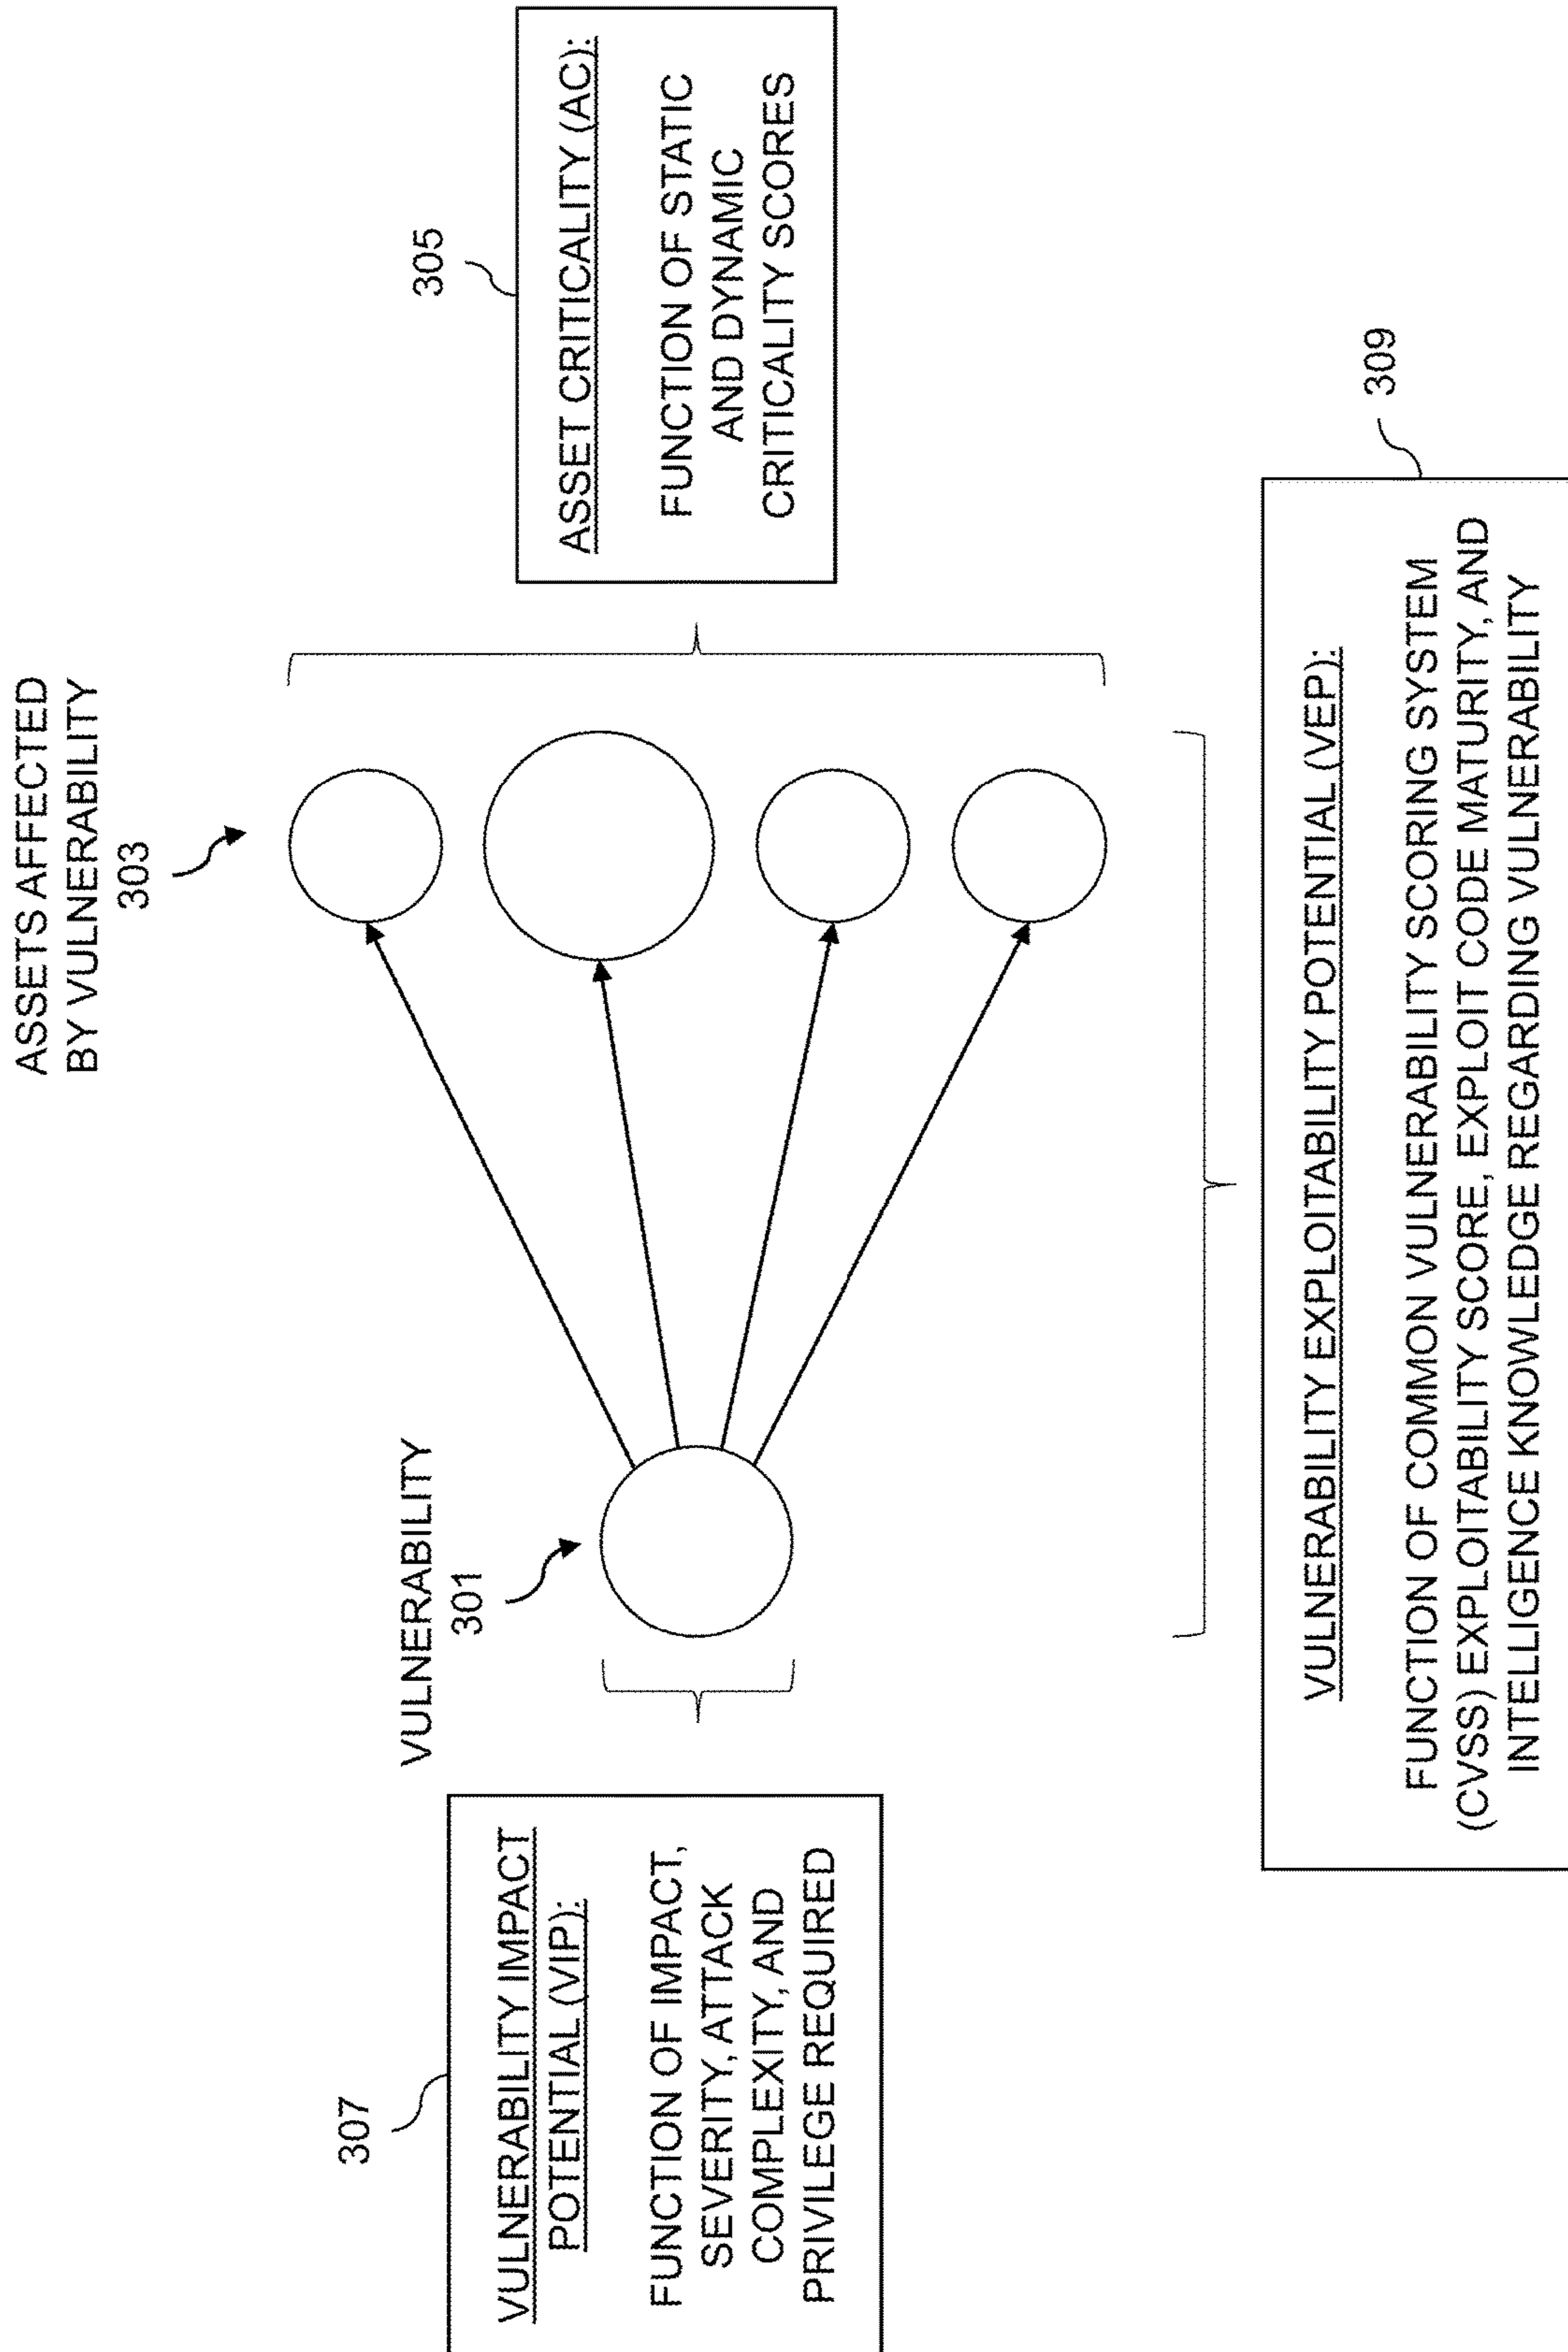 ASSETS AFFECTED
BY VULNERABILITY
303
VULNERABILITY
301
307
VULNERABILITY IMPACT
POTENTIAL (VIP):
FUNCTION OF IMPACT,
SEVERITY, ATTACK
COMPLEXITY, AND
PRIVILEGE REQUIRED
305
ASSET CRITICALITY (AC):
FUNCTION OF STATIC
AND DYNAMIC
CRITICALITY SCORES
309
VULNERABILITY EXPLOITABILITY POTENTIAL (VEP):
FUNCTION OF COMMON VULNERABILITY SCORING SYSTEM
(CVSS) EXPLOITABILITY SCORE, EXPLOIT CODE MATURITY, AND
INTELLIGENCE KNOWLEDGE REGARDING VULNERABILITY